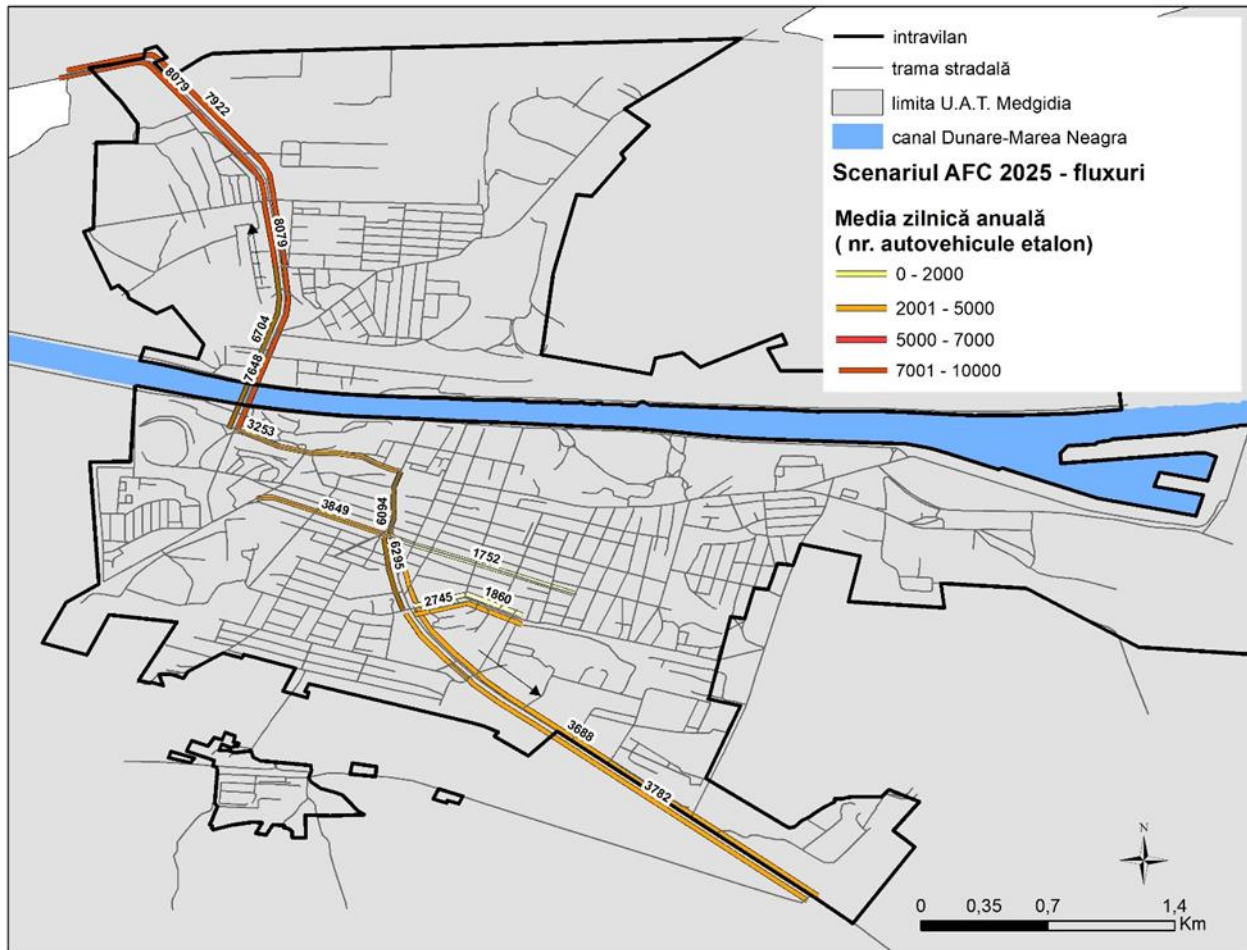 intravilan
trama stradală
limita U.A.T. Medgidia
canal Dunare-Marea Neagra
Scenariul AFC 2025 - fluxuri
Media zilnică anuală
( nr. autovehicule etalon)
0 - 2000
2001 - 5000
5000 - 7000
7001 - 10000
8079
7922
8079
6704
7648
3253
3849
6094
6295
1752
2745
1860
3688
3782
N
0 0,35 0,7 1,4
Km